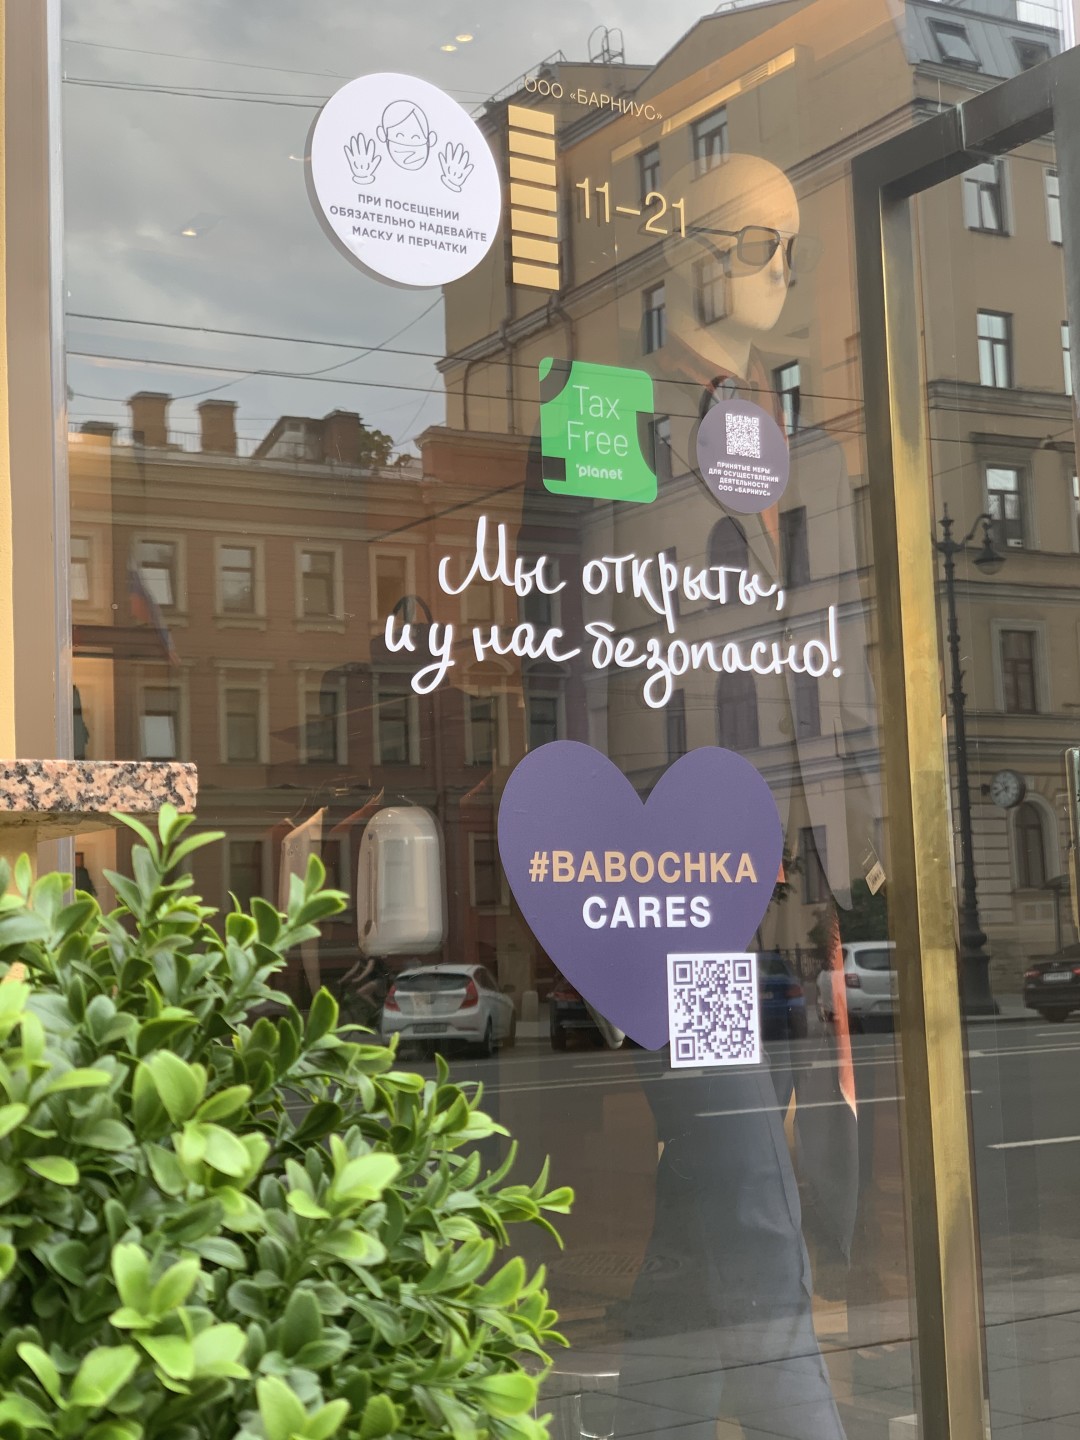 ООО «БАРНИУС»
11–21
ПРИ ПОСЕЩЕНИИ
ОБЯЗАТЕЛЬНО НАДЕВАЙТЕ
МАСКУ И ПЕРЧАТКИ
Tax
Free
planet
ПРИНЯТЫЕ МЕРЫ
ДЛЯ ОСУЩЕСТВЛЕНИЯ
ДЕЯТЕЛЬНОСТИ
ООО «БАРНИУС»
Мы открыты,
и у нас безопасно!
#BABOCHKA
CARES